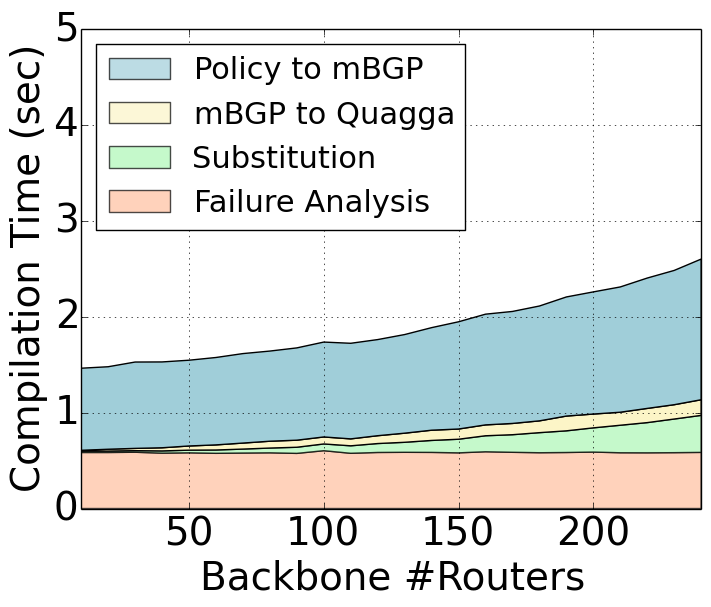 Compilation Time (sec)
5
4
3
2
1
0
Policy to mBGP
mBGP to Quagga
Substitution
Failure Analysis
50 100 150 200
Backbone #Routers